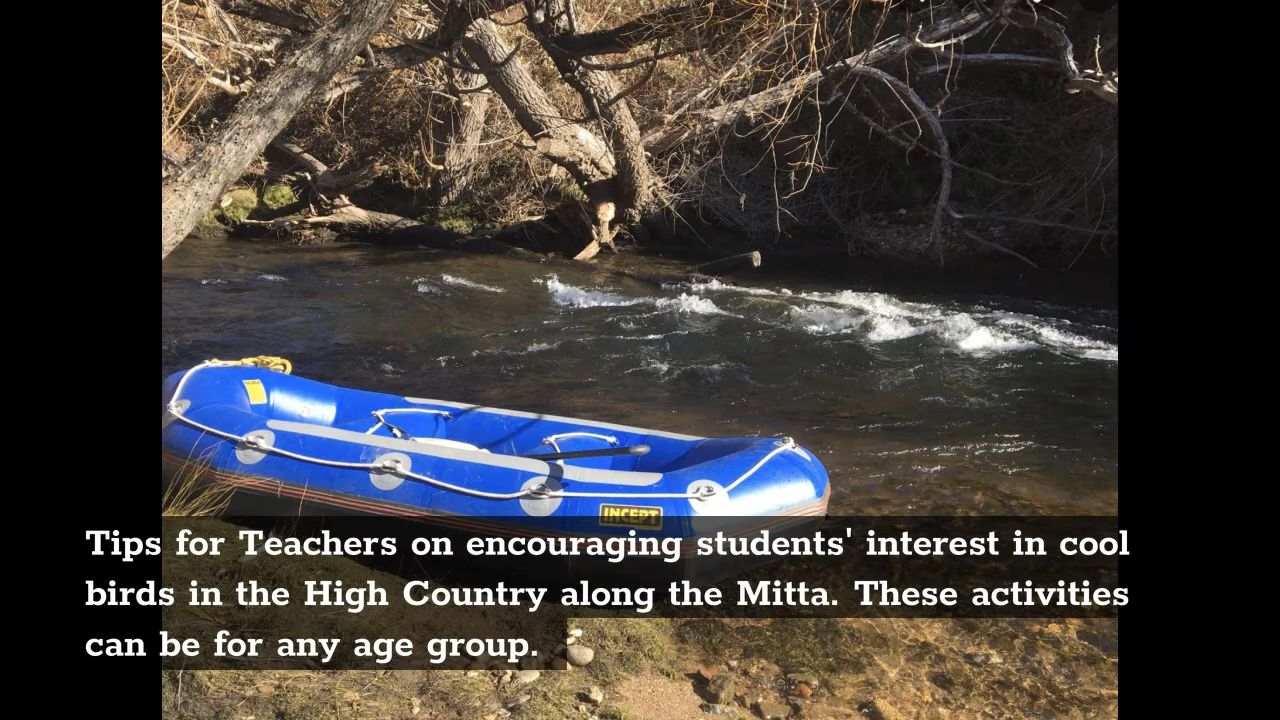 INCEPT
Tips for Teachers on encouraging students' interest in cool
birds in the High Country along the Mitta. These activities
can be for any age group.